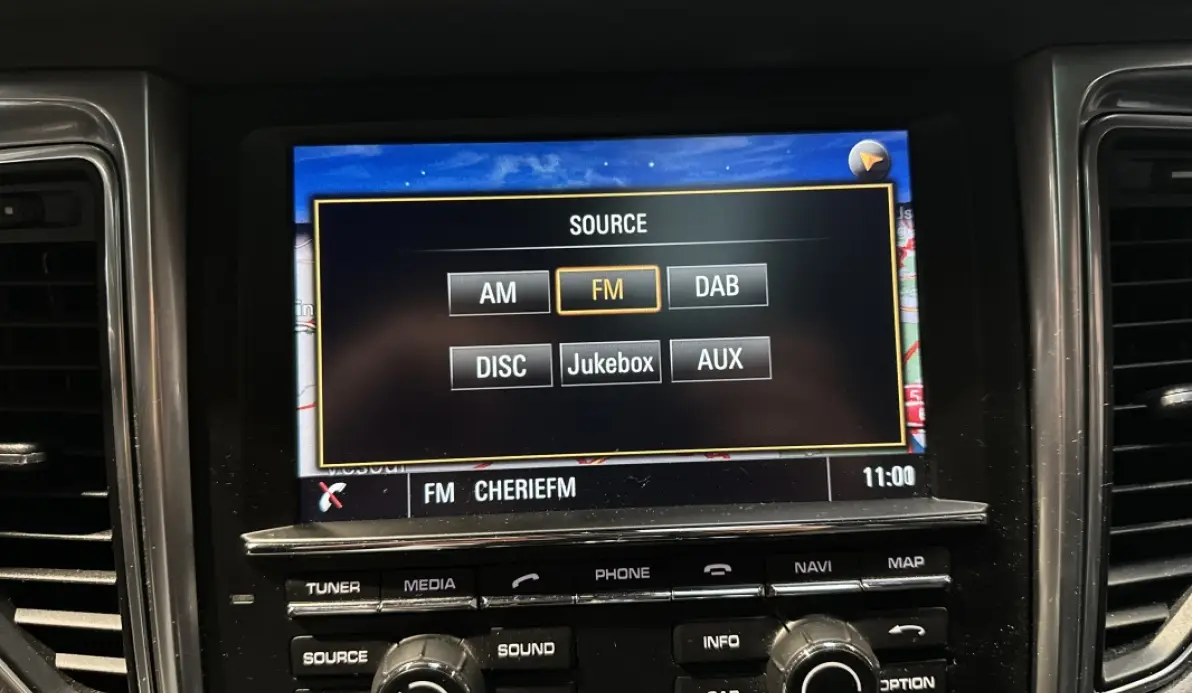 SOURCE
AM FM DAB
DISC Jukebox AUX
FM CHERIEFM 11:00
TUNER MEDIA PHONE NAVI MAP
SOURCE SOUND INFO
OPTION